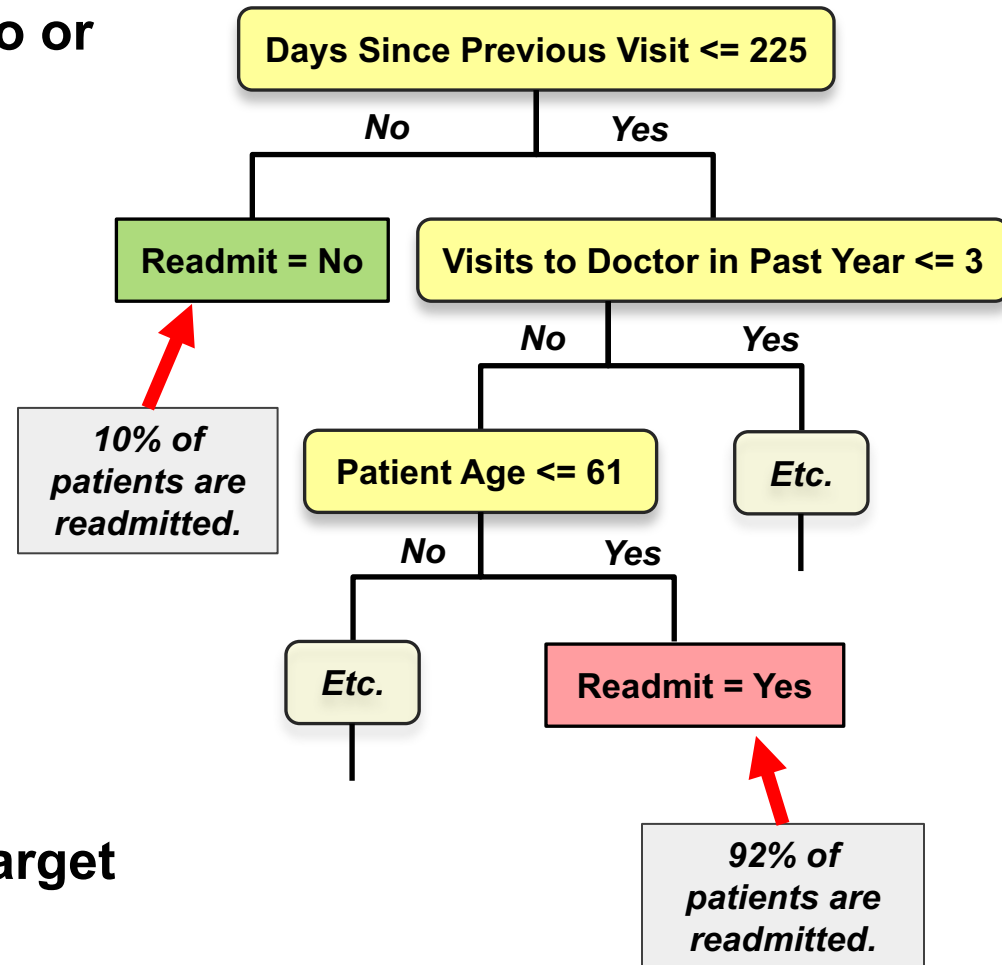 o or
Days Since Previous Visit <= 225
No
Yes
Readmit = No
Visits to Doctor in Past Year <= 3
No
Yes
10% of
patients are
readmitted.
Patient Age <= 61
Etc.
No
Yes
Etc.
Readmit = Yes
arget
92% of
patients are
readmitted.